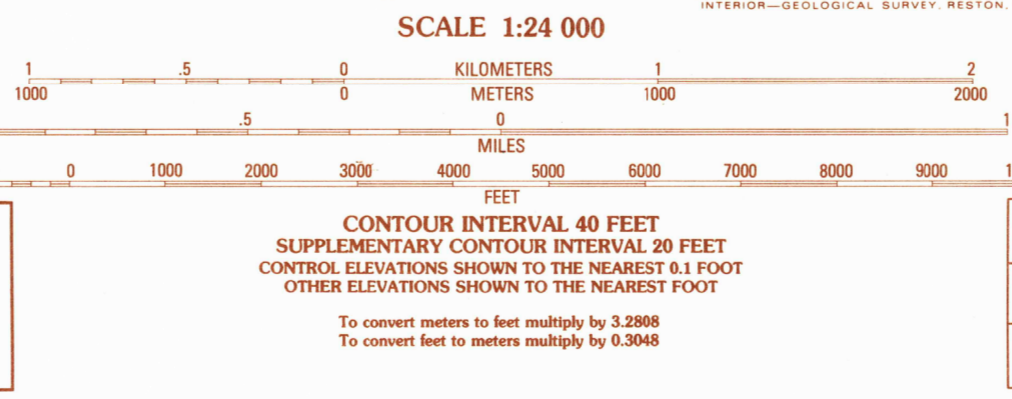 INTERIOR—GEOLOGICAL SURVEY, RESTON,
SCALE 1:24 000
1 .5 0 KILOMETERS 1 2
1000 0 METERS 1000 2000
.5 0 1
MILES
0 1000 2000 3000 4000 5000 6000 7000 8000 9000 1
FEET
CONTOUR INTERVAL 40 FEET
SUPPLEMENTARY CONTOUR INTERVAL 20 FEET
CONTROL ELEVATIONS SHOWN TO THE NEAREST 0.1 FOOT
OTHER ELEVATIONS SHOWN TO THE NEAREST FOOT
To convert meters to feet multiply by 3.2808
To convert feet to meters multiply by 0.3048